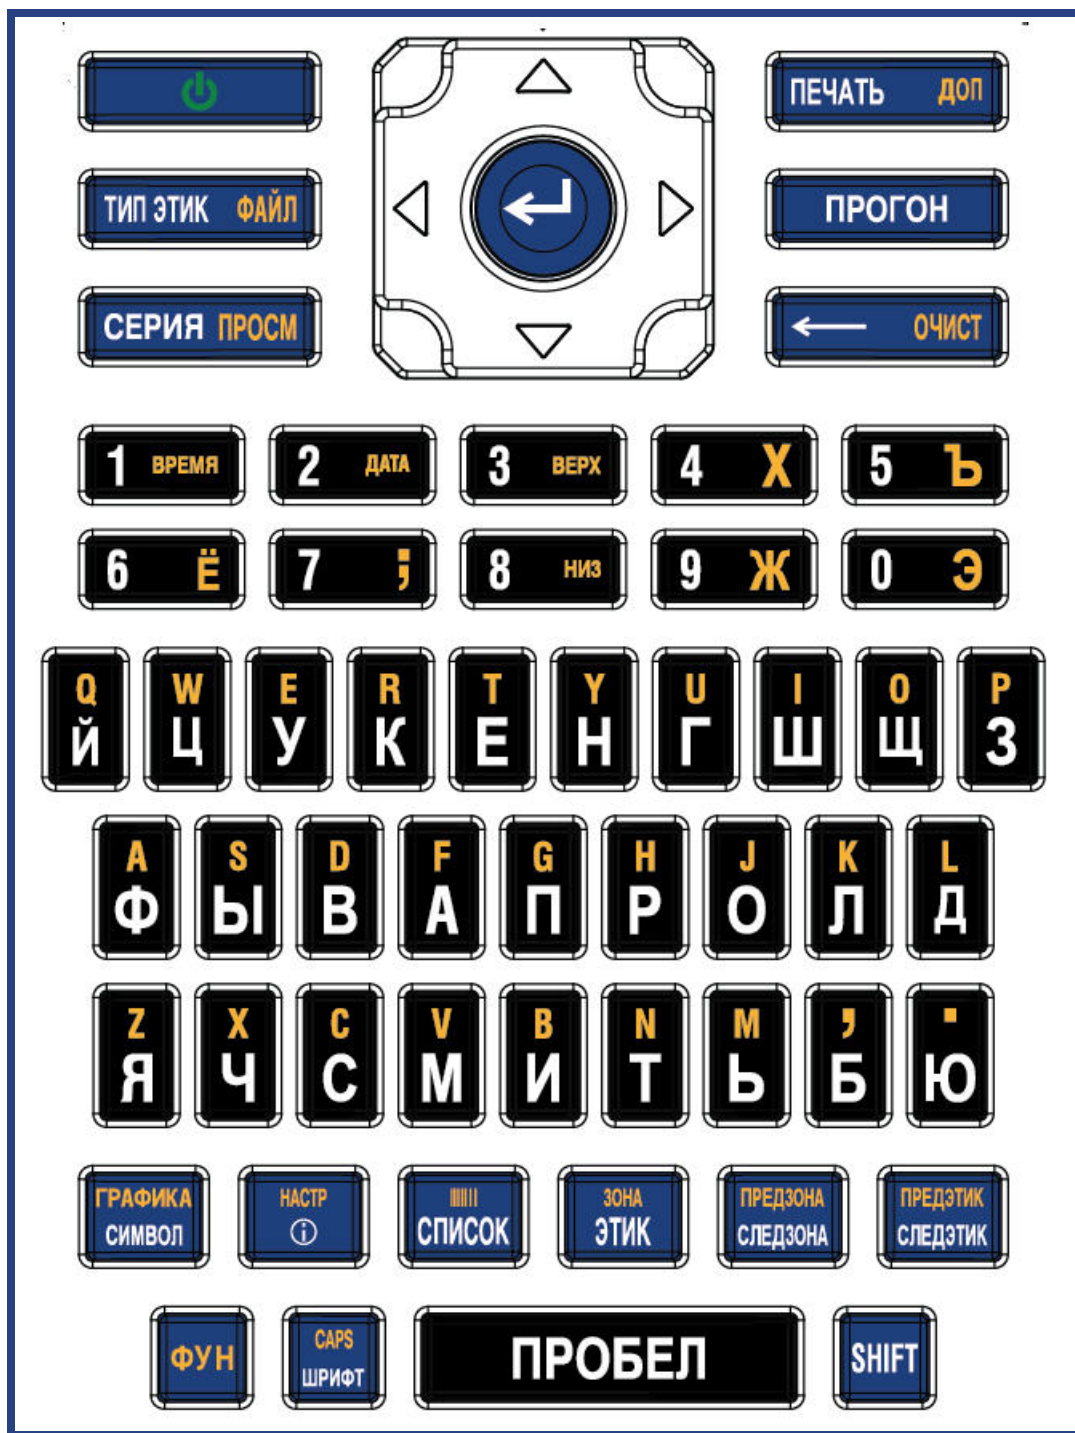 ПЕЧАТЬ ДОП
ТИП ЭТИК ФАЙЛ
ПРОГОН
СЕРИЯ ПРОСМ
ОЧИСТ
1 ВРЕМЯ 2 ДАТА 3 ВЕРХ 4 Х 5 Ъ
6 Ё 7 ; 8 НИЗ 9 Ж 0 Э
Q W E R T Y U I O P
Й Ц У К Е Н Г Ш Щ З
A S D F G H J K L
Ф Ы В А П Р О Л Д
Z X C V B N M , .
Я Ч С М И Т Ь Б Ю
ГРАФИКА НАСТР ЗОНА ПРЕДЗОНА ПРЕДЭТИК
СИМВОЛ СПИСОК ЭТИК СЛЕДЗОНА СЛЕДЭТИК
ФУН CAPS ПРОБЕЛ SHIFT
ШРИФТ